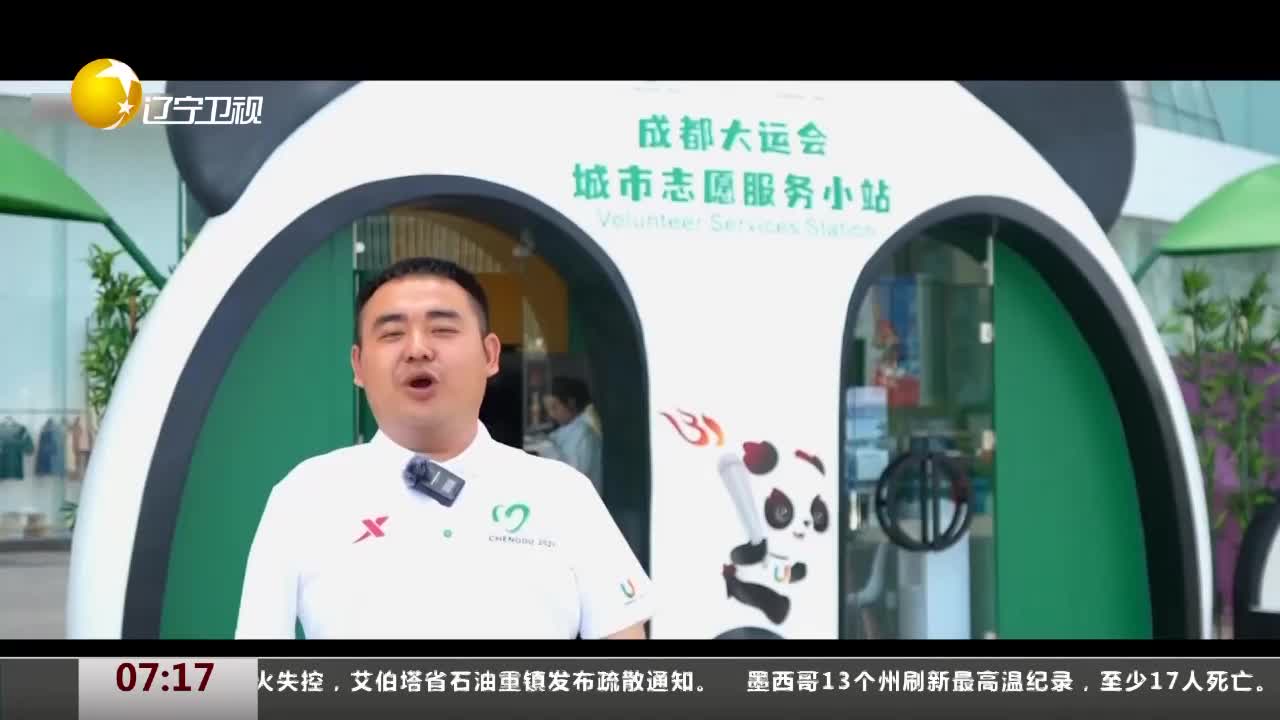 辽宁卫视
成都大运会
城市志愿服务小站
Volunteer Services Station
CHENGDU 2021
07:17
火失控，艾伯塔省石油重镇发布疏散通知。 墨西哥13个州刷新最高温纪录，至少17人死亡。